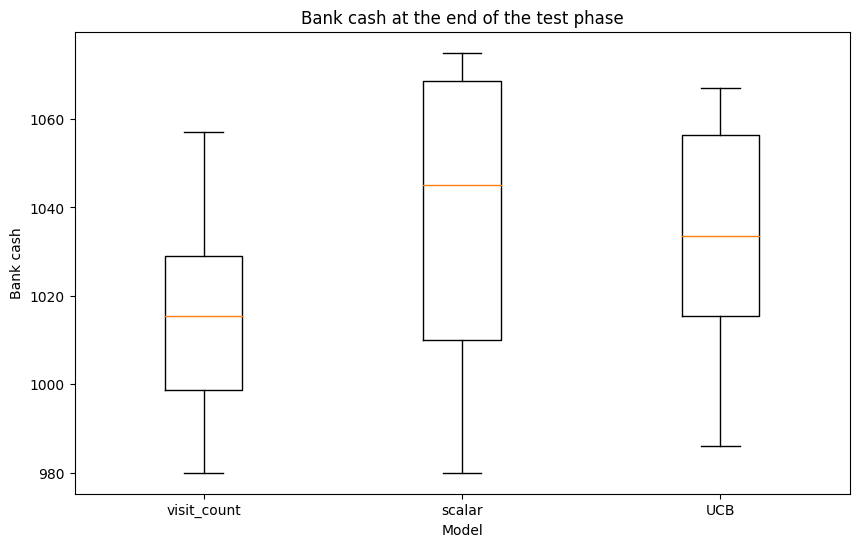 Bank cash at the end of the test phase
Bank cash
1060
1040
1020
1000
980
visit_count
scalar
UCB
Model